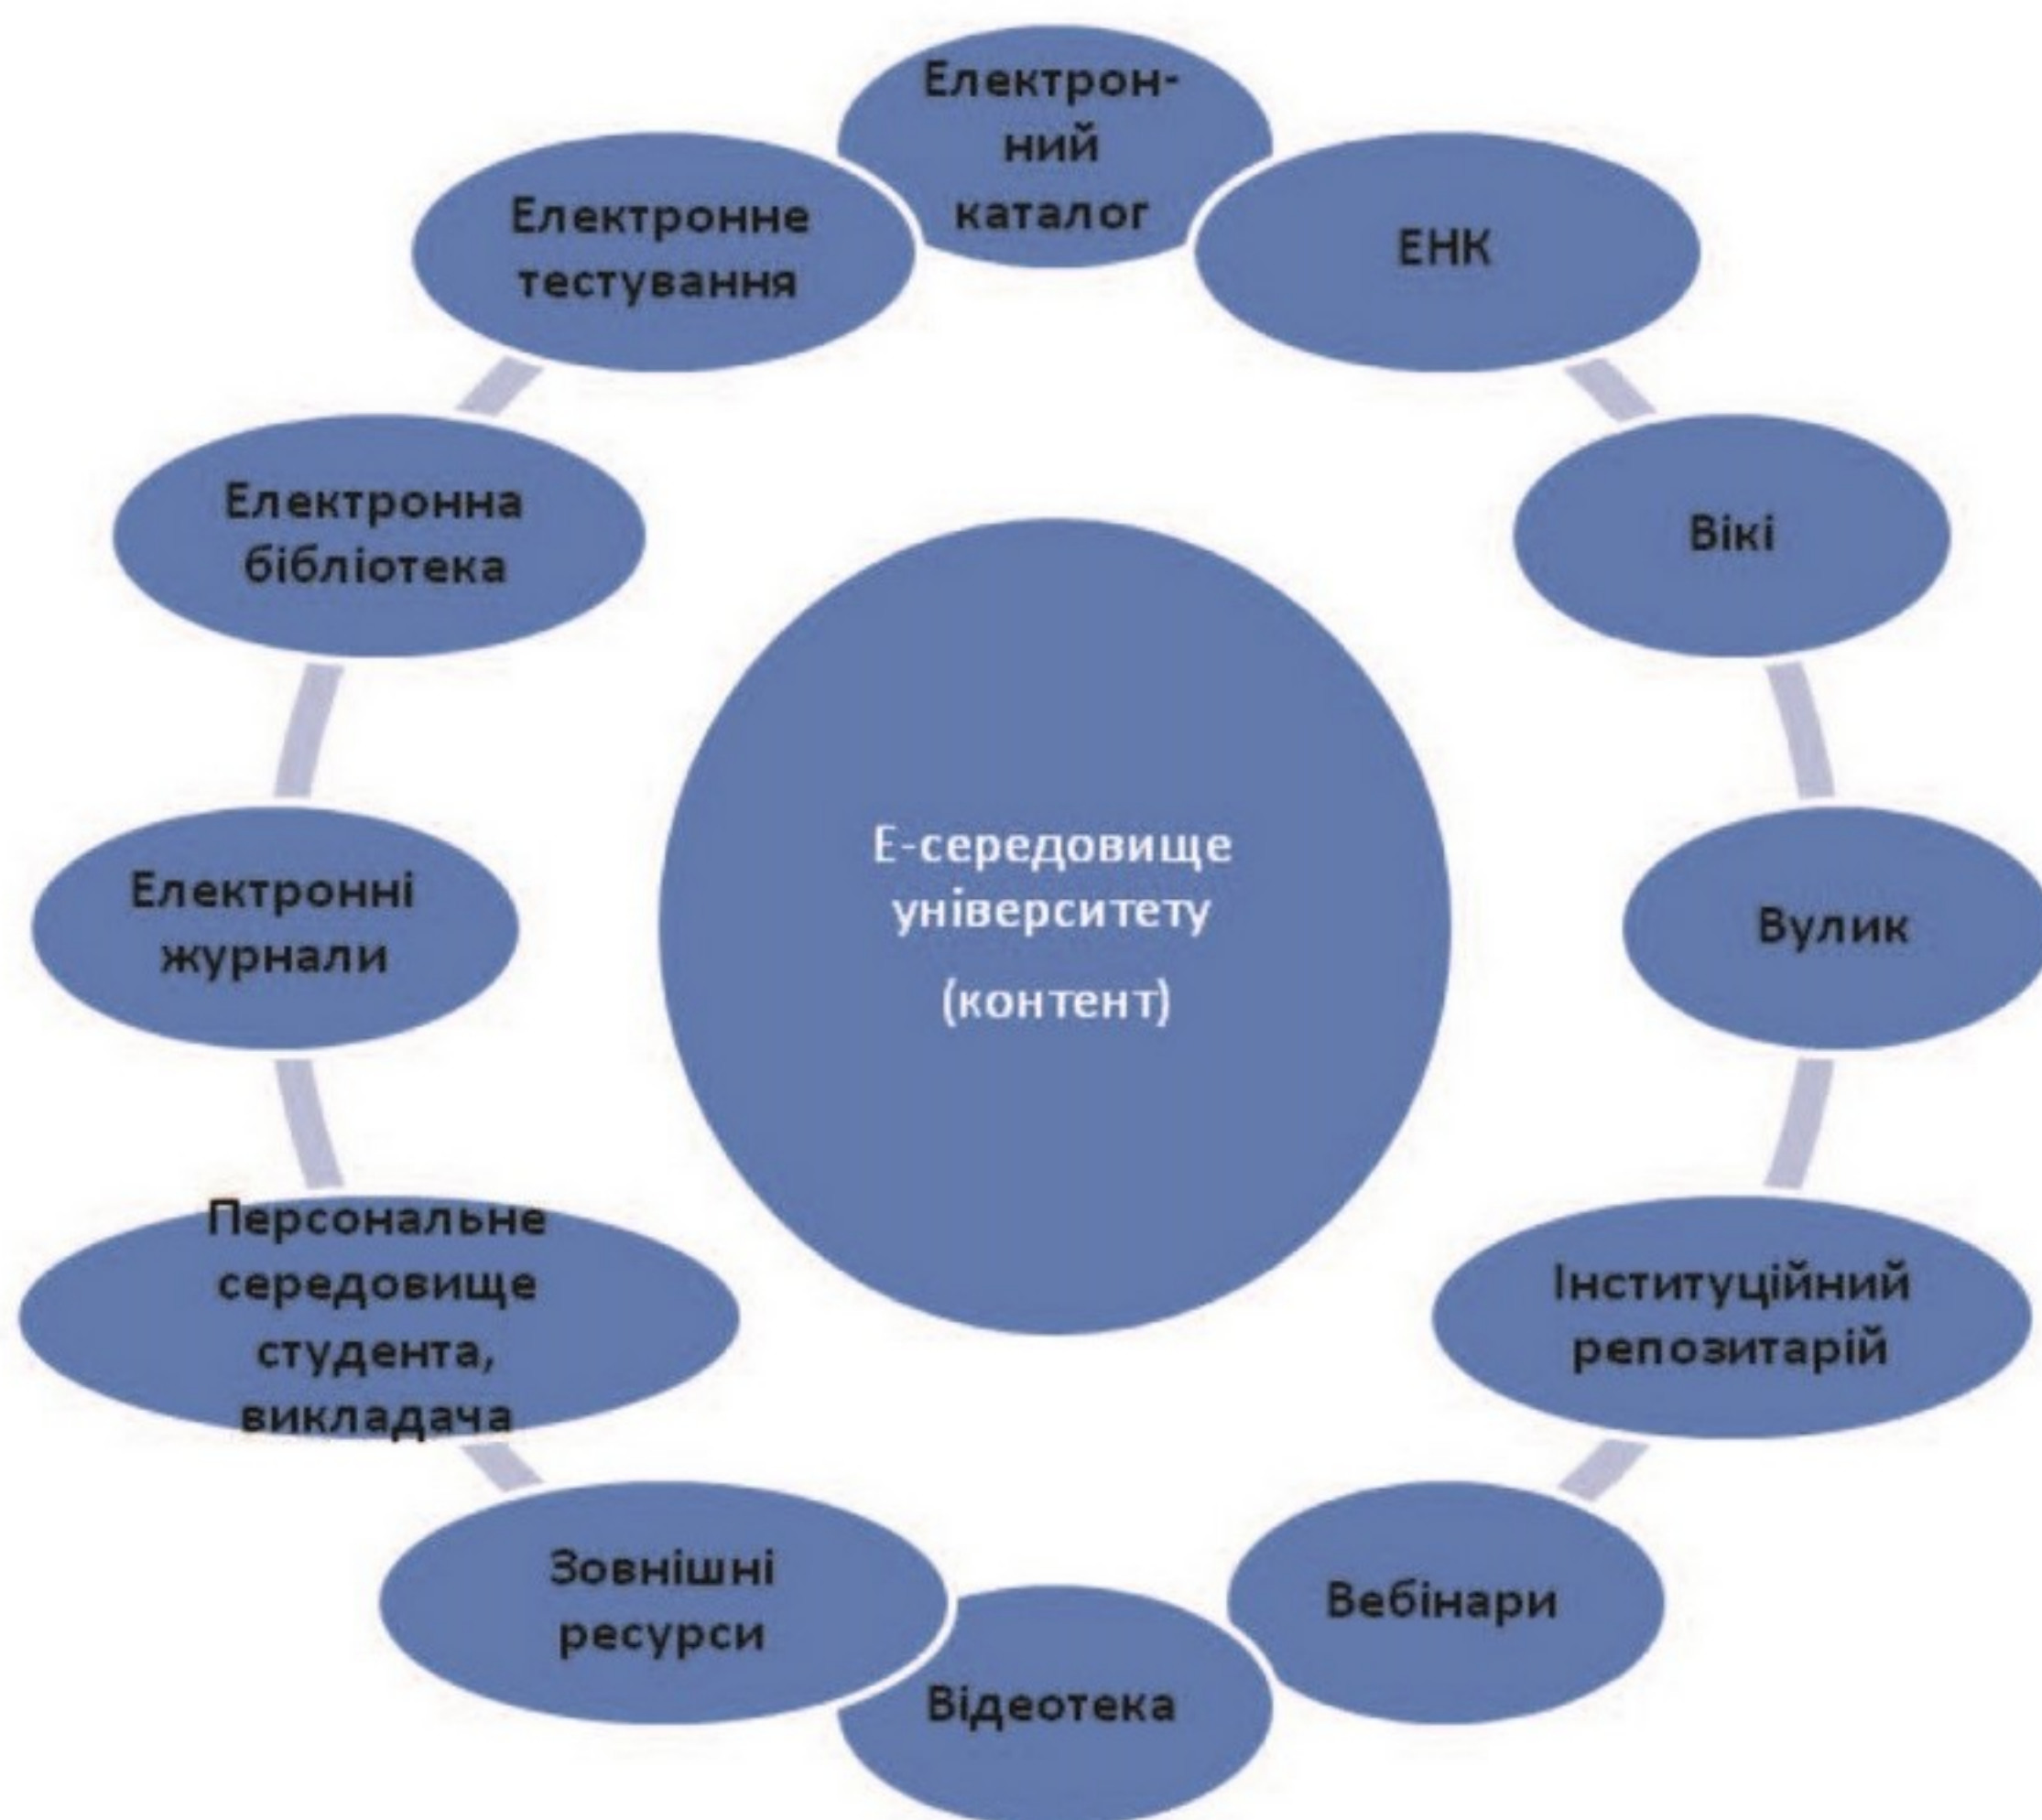 Електрон-
ний
каталог
ЕНК
Вікі
Вулик
Інституційний
репозитарій
Вебінари
Відеотека
Зовнішні
ресурси
Персональне
середовище
студента,
викладача
Електронні
журнали
Електронна
бібліотека
Електронне
тестування
Е-середовище
університету
(контент)